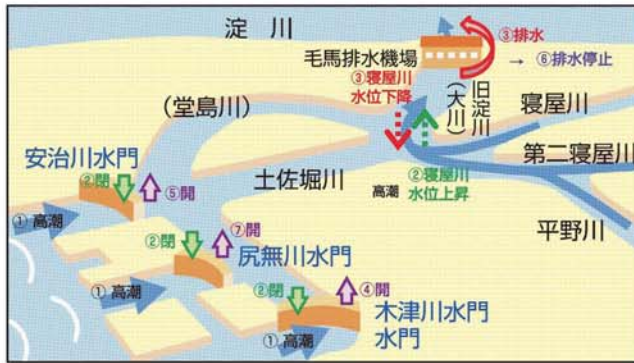 淀 川
毛馬排水機場
③排水
→ ⑥排水停止
③寝屋川
水位下降
旧淀川
(大川)
寝屋川
(堂島川)
第二寝屋川
安治川水門
②閉
⑤開
土佐堀川
高潮
②寝屋川
水位上昇
平野川
① 高潮
②閉
⑦開
尻無川水門
① 高潮
②閉
④開
木津川水門
水門
① 高潮